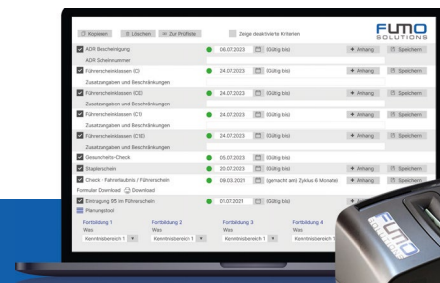 Kopieren Löschen Zur Prüfliste Zeige deaktivierte Kriterien
FUMO
SOLUTIONS
ADR Bescheinigung 06.07.2023 (Gültig bis) + Anhang Speichern
ADR Scheinnummer
Führerscheinklassen (C) 24.07.2023 (Gültig bis) + Anhang Speichern
Zusatzangaben und Beschränkungen
Führerscheinklassen (CE) 24.07.2023 (Gültig bis) + Anhang Speichern
Zusatzangaben und Beschränkungen
Führerscheinklassen (C1) 24.07.2023 (Gültig bis) + Anhang Speichern
Zusatzangaben und Beschränkungen
Führerscheinklassen (C1E) 24.07.2023 (Gültig bis) + Anhang Speichern
Zusatzangaben und Beschränkungen
Gesundheits-Check 05.07.2023 (Gültig bis) + Anhang Speichern
Staplerschein 20.07.2023 (Gültig bis) + Anhang Speichern
Check - Fahrerlaubnis / Führerschein 09.03.2021 (gemacht am) Zyklus 6 Monate) + Anhang Speichern
Formular Download Download
Eintragung 95 im Führerschein 01.07.2021 (Gültig bis) + Anhang
Planungstool
Fortbildung 1 Fortbildung 2 Fortbildung 3 Fortbildung 4
Was Was Was Was
Kenntnisbereich 1 Kenntnisbereich 1 Kenntnisbereich 1 Kenntnisbereich 1
FUMO
SOLUTIONS